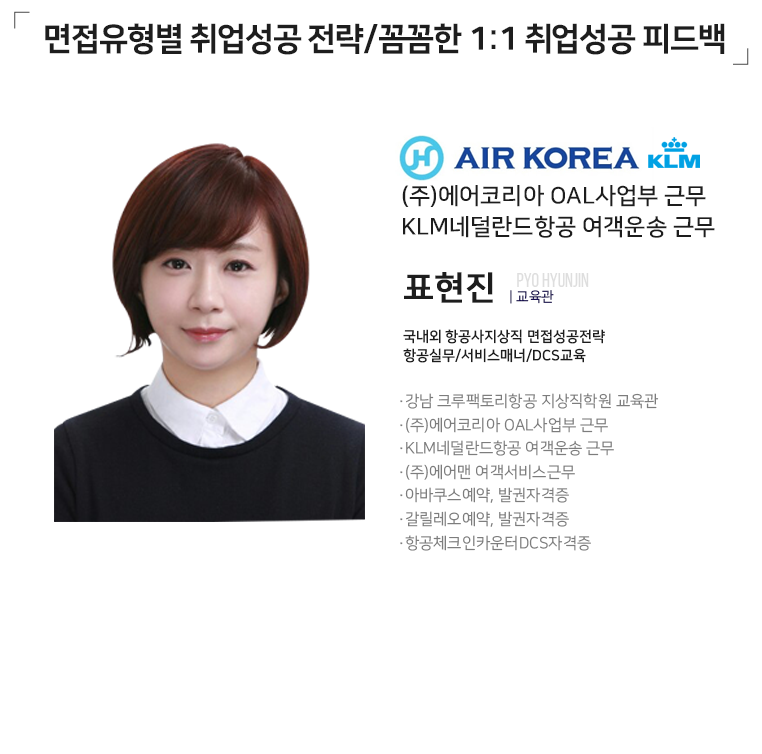 면접유형별 취업성공 전략/꼼꼼한 1:1 취업성공 피드백
AIR KOREA KLM
(주)에어코리아 OAL사업부 근무
KLM네덜란드항공 여객운송 근무
표현진 PYO HYUNJIN
| 교육관
국내외 항공사지상직 면접성공전략
항공실무/서비스매너/DCS교육
·강남 크루팩토리항공 지상직학원 교육관
·(주)에어코리아 OAL사업부 근무
·KLM네덜란드항공 여객운송 근무
·(주)에어맨 여객서비스근무
·아바쿠스예약, 발권자격증
·갈릴레오예약, 발권자격증
·항공체크인카운터DCS자격증